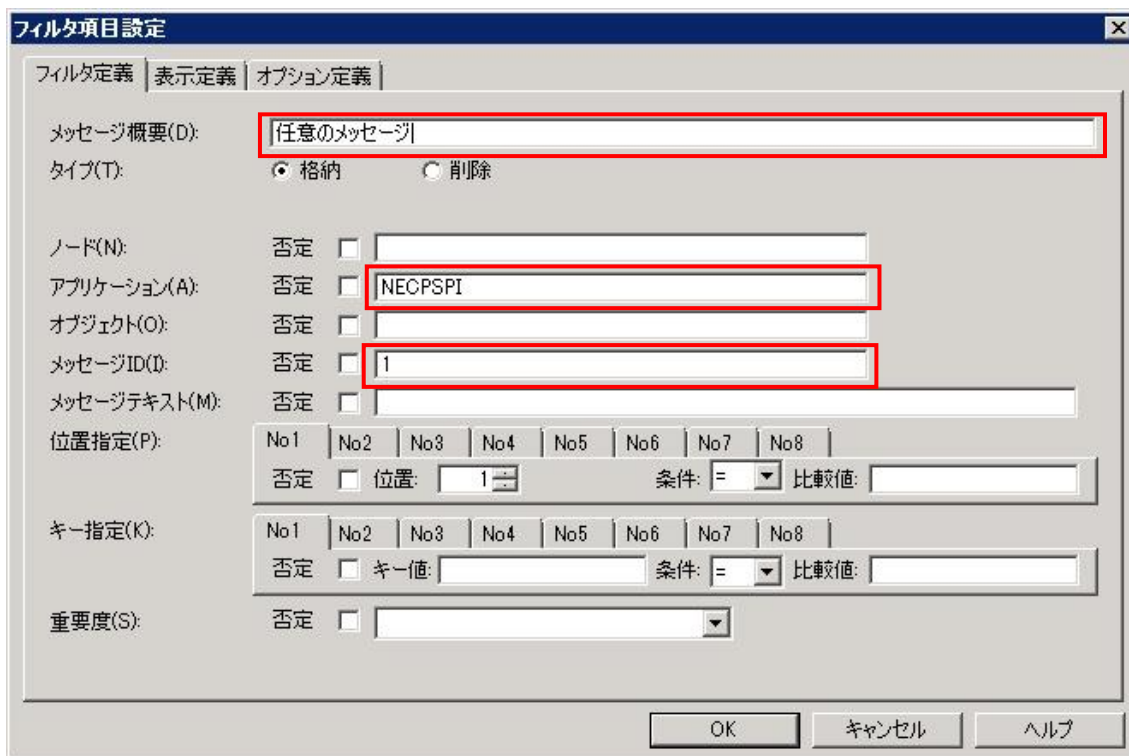 フィルタ項目設定
フィルタ定義 表示定義 オプション定義
メッセージ概要(D): 任意のメッセージ
タイプ(T): 格納 削除
ノード(N): 否定
アプリケーション(A): 否定 NECPSPI
オブジェクト(O): 否定
メッセージID(I): 否定 1
メッセージテキスト(M): 否定
位置指定(P): No1 No2 No3 No4 No5 No6 No7 No8
否定 位置: 1 条件: = 比較値:
キー指定(K): No1 No2 No3 No4 No5 No6 No7 No8
否定 キー値: 条件: = 比較値:
重要度(S): 否定
OK キャンセル ヘルプ